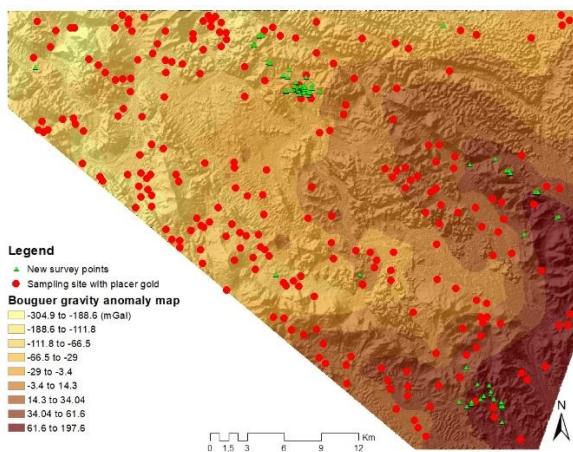 Legend
New survey points
Sampling site with placer gold
Bouguer gravity anomaly map
-304.9 to -188.6 (mGal)
-188.6 to -111.8
-111.8 to -66.5
-66.5 to -29
-29 to -3.4
-3.4 to 14.3
14.3 to 34.04
34.04 to 61.6
61.6 to 197.6
N
Km
0 1,5 3 6 9 12